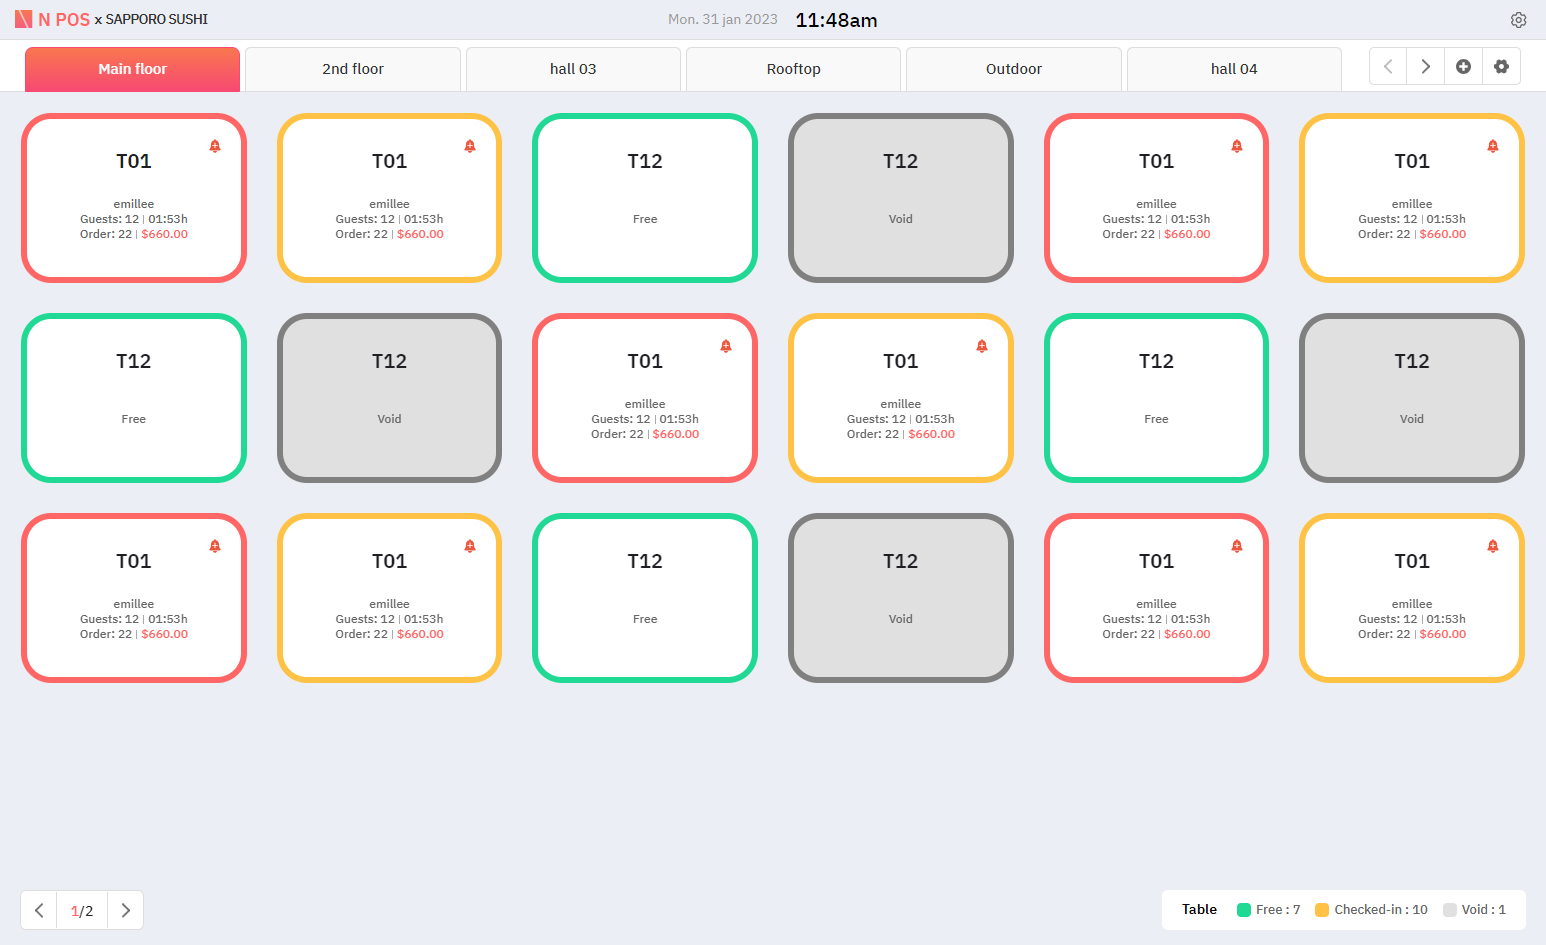 N POS x SAPPORO SUSHI
Mon. 31 jan 2023 11:48am
Main floor
2nd floor
hall 03
Rooftop
Outdoor
hall 04
T01
emillee
Guests: 12 | 01:53h
Order: 22 | $660.00
T01
emillee
Guests: 12 | 01:53h
Order: 22 | $660.00
T12
Free
T12
Void
T01
emillee
Guests: 12 | 01:53h
Order: 22 | $660.00
T01
emillee
Guests: 12 | 01:53h
Order: 22 | $660.00
T12
Free
T12
Void
T01
emillee
Guests: 12 | 01:53h
Order: 22 | $660.00
T01
emillee
Guests: 12 | 01:53h
Order: 22 | $660.00
T12
Free
T12
Void
T01
emillee
Guests: 12 | 01:53h
Order: 22 | $660.00
T01
emillee
Guests: 12 | 01:53h
Order: 22 | $660.00
T12
Free
T12
Void
T01
emillee
Guests: 12 | 01:53h
Order: 22 | $660.00
T01
emillee
Guests: 12 | 01:53h
Order: 22 | $660.00
1/2
Table Free : 7 Checked-in : 10 Void : 1